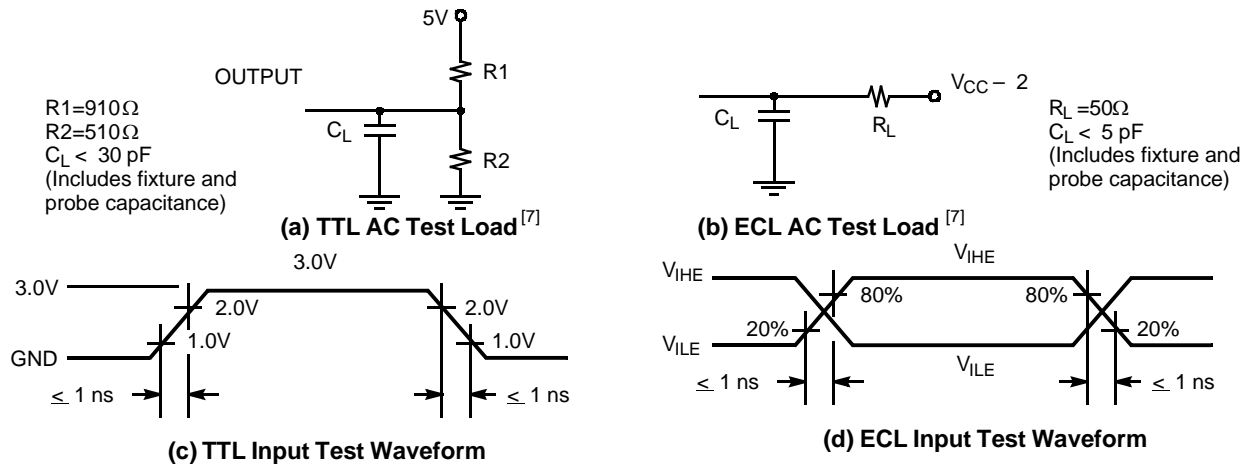 5V
OUTPUT
R1
R1=910Ω
R2=510Ω
C_L < 30 pF
(Includes fixture and
probe capacitance)
C_L
R2
(a) TTL AC Test Load [7]
V_CC – 2
C_L
R_L
R_L =50Ω
C_L < 5 pF
(Includes fixture and
probe capacitance)
(b) ECL AC Test Load [7]
3.0V
3.0V
2.0V
2.0V
1.0V
1.0V
GND
≤ 1 ns
≤ 1 ns
(c) TTL Input Test Waveform
V_IHE
V_IHE
80%
80%
20%
20%
V_ILE
V_ILE
≤ 1 ns
≤ 1 ns
(d) ECL Input Test Waveform